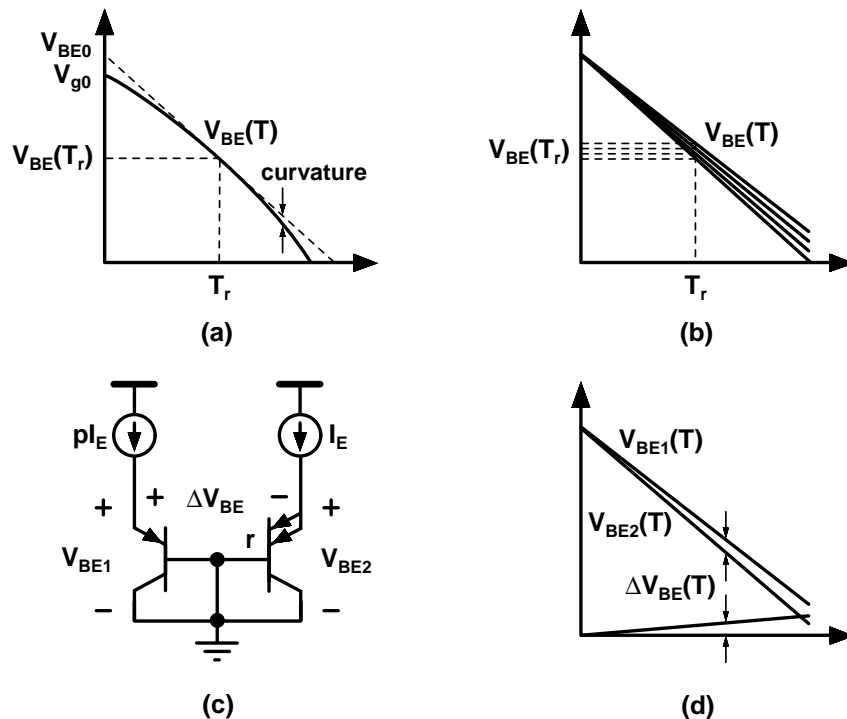 V_BE0
V_g0
V_BE(T)
V_BE(T_r)
curvature
T_r
(a)
V_BE(T)
V_BE(T_r)
T_r
(b)
pI_E
I_E
+ + ΔV_BE − +
r
V_BE1 V_BE2
− −
(c)
V_BE1(T)
V_BE2(T)
ΔV_BE(T)
(d)